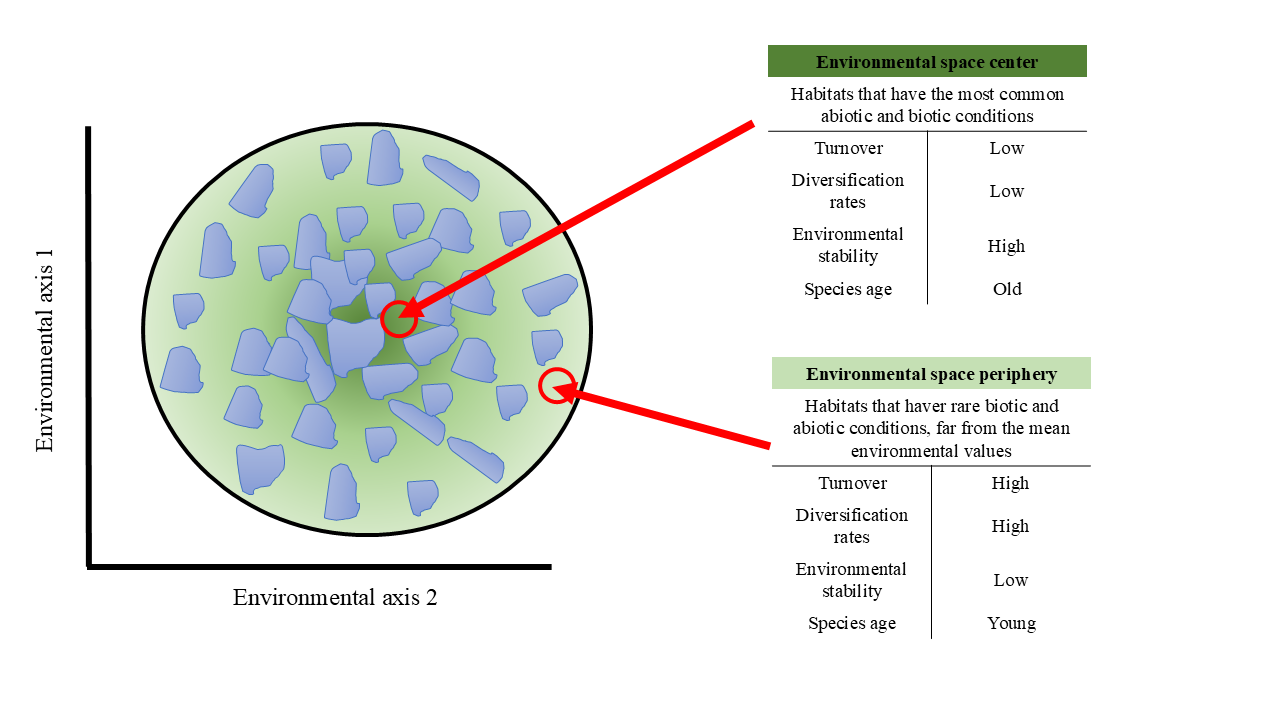 Environmental axis 1
Environmental axis 2
Environmental space center
Habitats that have the most common
abiotic and biotic conditions
Turnover
Low
Diversification
rates
Low
Environmental
stability
High
Species age
Old
Environmental space periphery
Habitats that haver rare biotic and
abiotic conditions, far from the mean
environmental values
Turnover
High
Diversification
rates
High
Environmental
stability
Low
Species age
Young